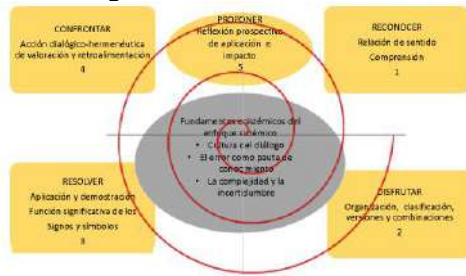 CONFRONTAR
Acción dialógico-hermenéutica
de valoración y retroalimentación
4
PROPONER
Reflexión prospectiva
de aplicación e
impacto
5
RECONOCER
Relación de sentido
Comprensión
1
Fundamentos epistémicos del
enfoque sistémico
• Cultura del diálogo
• El error como pauta de
conocimiento
• La complejidad y la
incertidumbre
RESOLVER
Aplicación y demostración
Función significativa de los
Signos y símbolos
3
DISFRUTAR
Organización, clasificación,
versiones y combinaciones
2